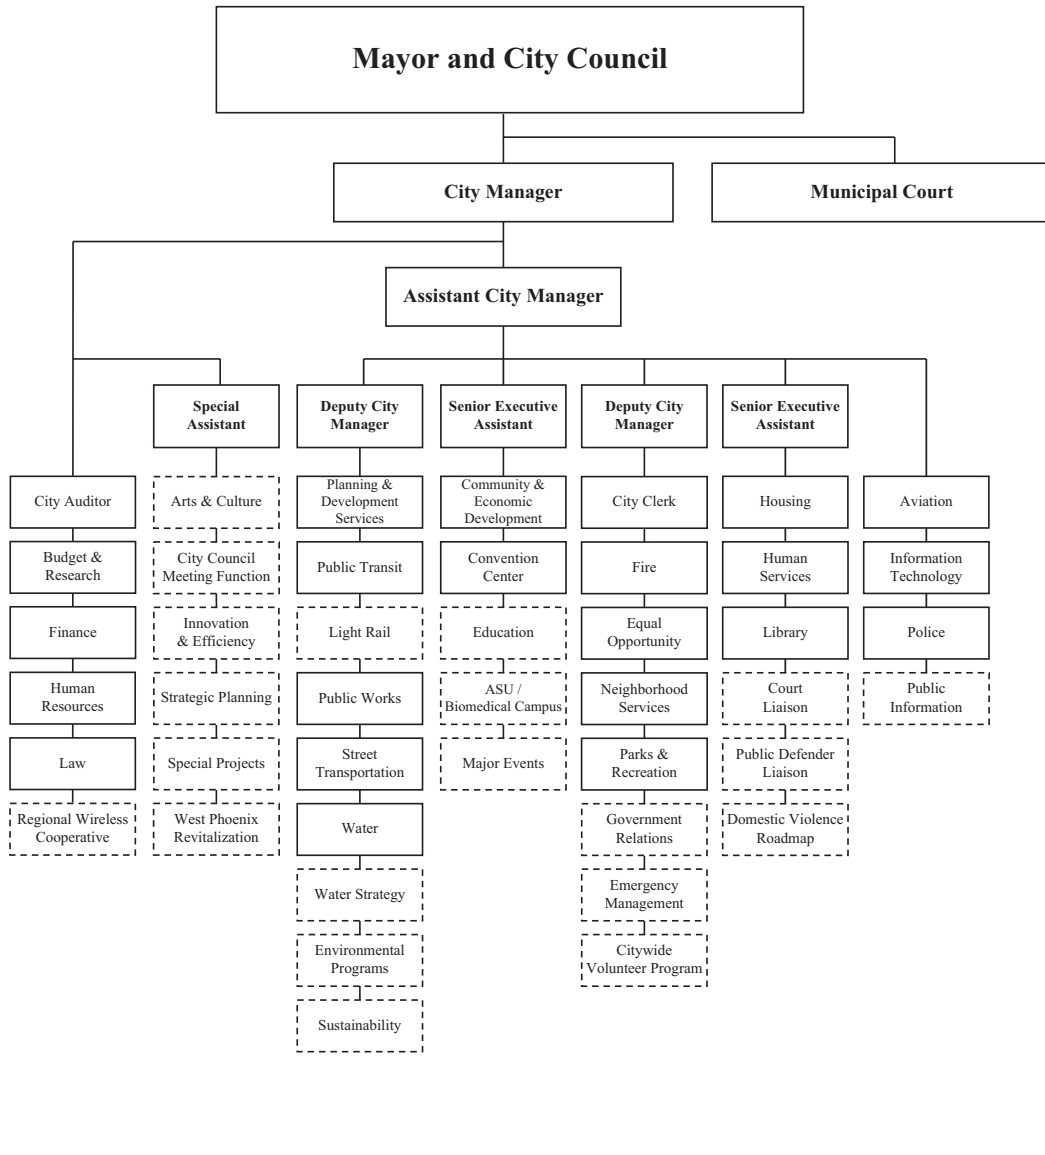 Mayor and City Council
City Manager
Municipal Court
Assistant City Manager
Special
Assistant
Deputy City
Manager
Senior Executive
Assistant
Deputy City
Manager
Senior Executive
Assistant
City Auditor
Budget &
Research
Finance
Human
Resources
Law
Regional Wireless
Cooperative
Arts & Culture
City Council
Meeting Function
Innovation
& Efficiency
Strategic Planning
Special Projects
West Phoenix
Revitalization
Planning &
Development
Services
Public Transit
Light Rail
Public Works
Street
Transportation
Water
Water Strategy
Environmental
Programs
Sustainability
Community &
Economic
Development
Convention
Center
Education
ASU /
Biomedical Campus
Major Events
City Clerk
Fire
Equal
Opportunity
Neighborhood
Services
Parks &
Recreation
Government
Relations
Emergency
Management
Citywide
Volunteer Program
Housing
Human
Services
Library
Court
Liaison
Public Defender
Liaison
Domestic Violence
Roadmap
Aviation
Information
Technology
Police
Public
Information